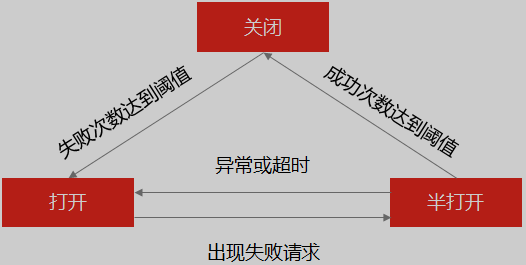 关闭
失败次数达到阈值
成功次数达到阈值
异常或超时
打开
半打开
出现失败请求